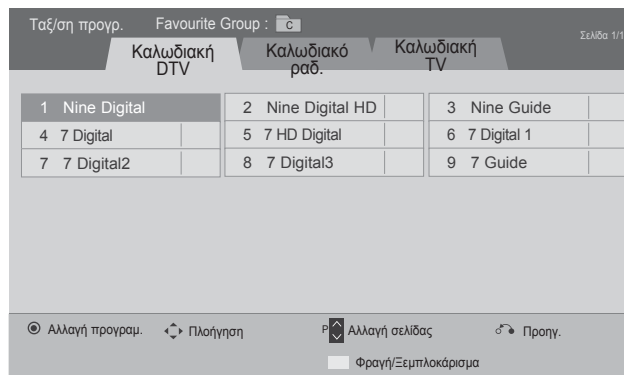 Ταξ/ση προγρ. Favourite Group : C
Σελίδα 1/1
Καλωδιακή DTV
Καλωδιακό ραδ.
Καλωδιακή TV
1 Nine Digital
2 Nine Digital HD
3 Nine Guide
4 7 Digital
5 7 HD Digital
6 7 Digital 1
7 7 Digital2
8 7 Digital3
9 7 Guide
Αλλαγή προγραμ.
Πλοήγηση
P Αλλαγή σελίδας
Προηγ.
Φραγή/Ξεμπλοκάρισμα